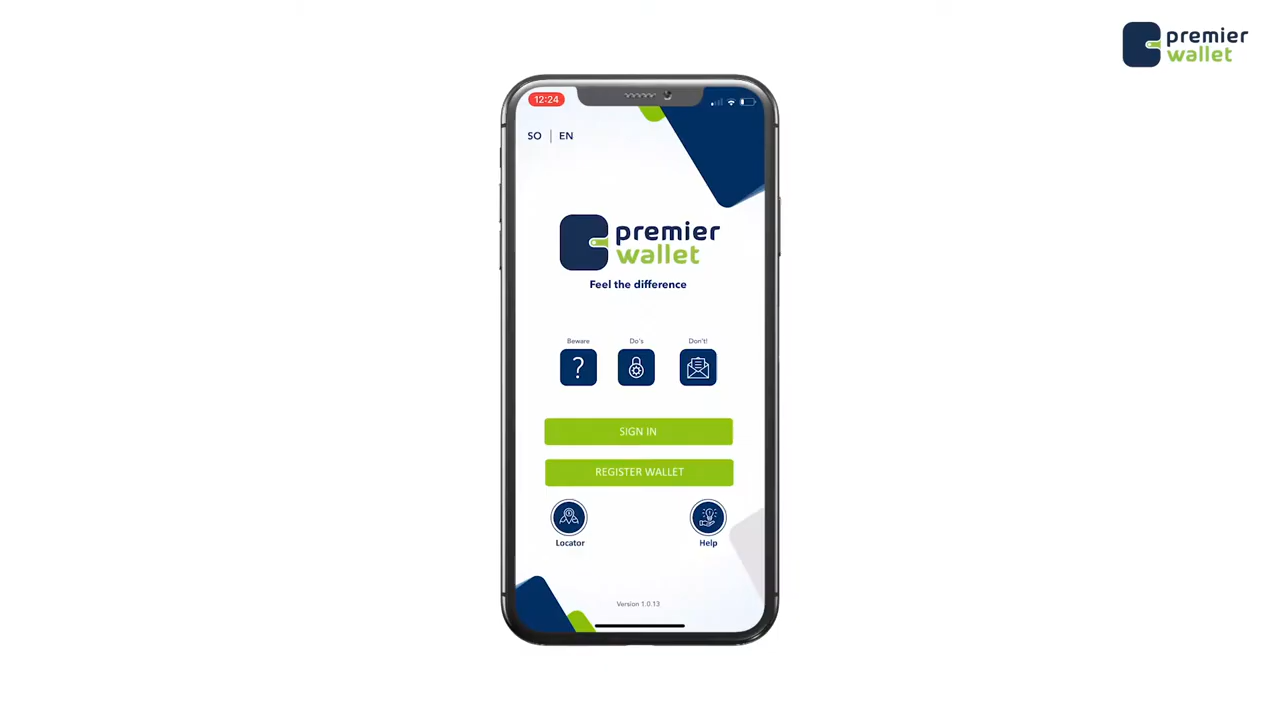 premier
wallet
12:24
SO | EN
premier
wallet
Feel the difference
Beware
Do's
Don't!
SIGN IN
REGISTER WALLET
Locator
Help
Version 1.0.13